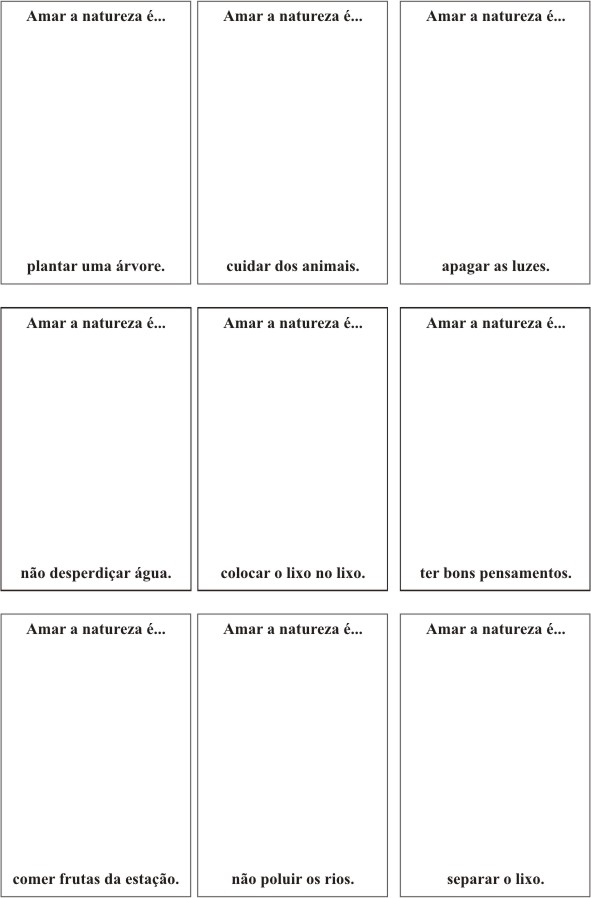 Amar a natureza é...
plantar uma árvore.
Amar a natureza é...
cuidar dos animais.
Amar a natureza é...
apagar as luzes.
Amar a natureza é...
não desperdiçar água.
Amar a natureza é...
colocar o lixo no lixo.
Amar a natureza é...
ter bons pensamentos.
Amar a natureza é...
comer frutas da estação.
Amar a natureza é...
não poluir os rios.
Amar a natureza é...
separar o lixo.